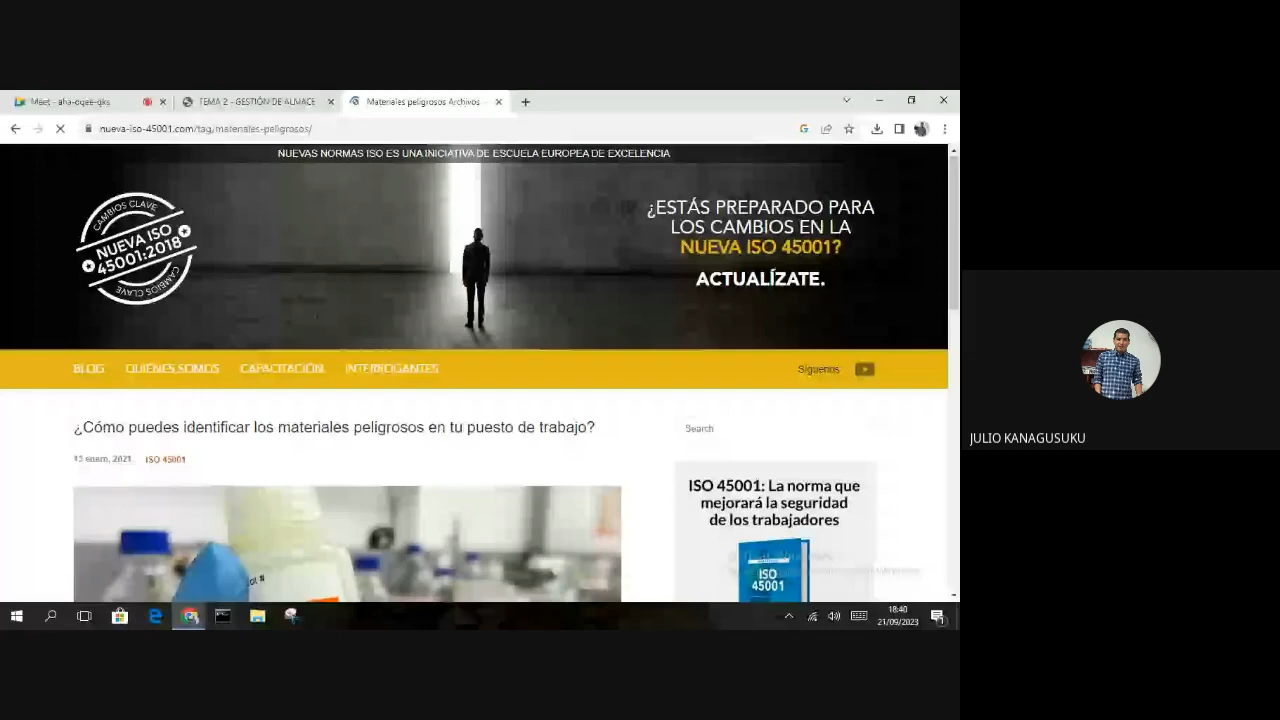 Meet - aha-oqee-qks
TEMA 2 - GESTIÓN DE ALMACE
Materiales peligrosos Archivos
nueva-iso-45001.com/tag/materiales-peligrosos/
NUEVAS NORMAS ISO ES UNA INICIATIVA DE ESCUELA EUROPEA DE EXCELENCIA
CAMBIOS CLAVE
NUEVA ISO
45001:2018
CAMBIOS CLAVE
¿ESTÁS PREPARADO PARA
LOS CAMBIOS EN LA
NUEVA ISO 45001?
ACTUALÍZATE.
BLOG QUIÉNES SOMOS CAPACITACIÓN INTERROGANTES
Síguenos
¿Cómo puedes identificar los materiales peligrosos en tu puesto de trabajo?
Search
enero, 2021 ISO 45001
ISO 45001: La norma que
mejorará la seguridad
de los trabajadores
ISO
45001
JULIO KANAGUSUKU
18:40
21/09/2023